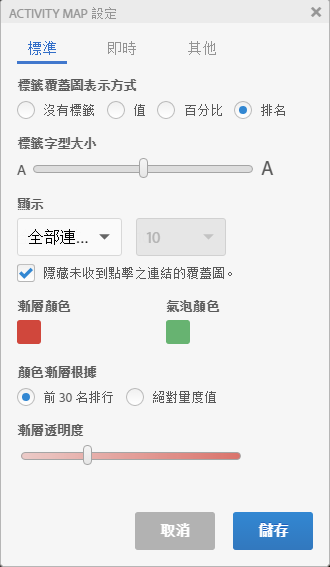 ACTIVITY MAP 設定
標準 即時 其他
標籤覆蓋圖表示方式
沒有標籤 值 百分比 排名
標籤字型大小
A A
顯示
全部連... 10
隱藏未收到點擊之連結的覆蓋圖。
漸層顏色 氣泡顏色
顏色漸層根據
前 30 名排行 絕對量度值
漸層透明度
取消 儲存